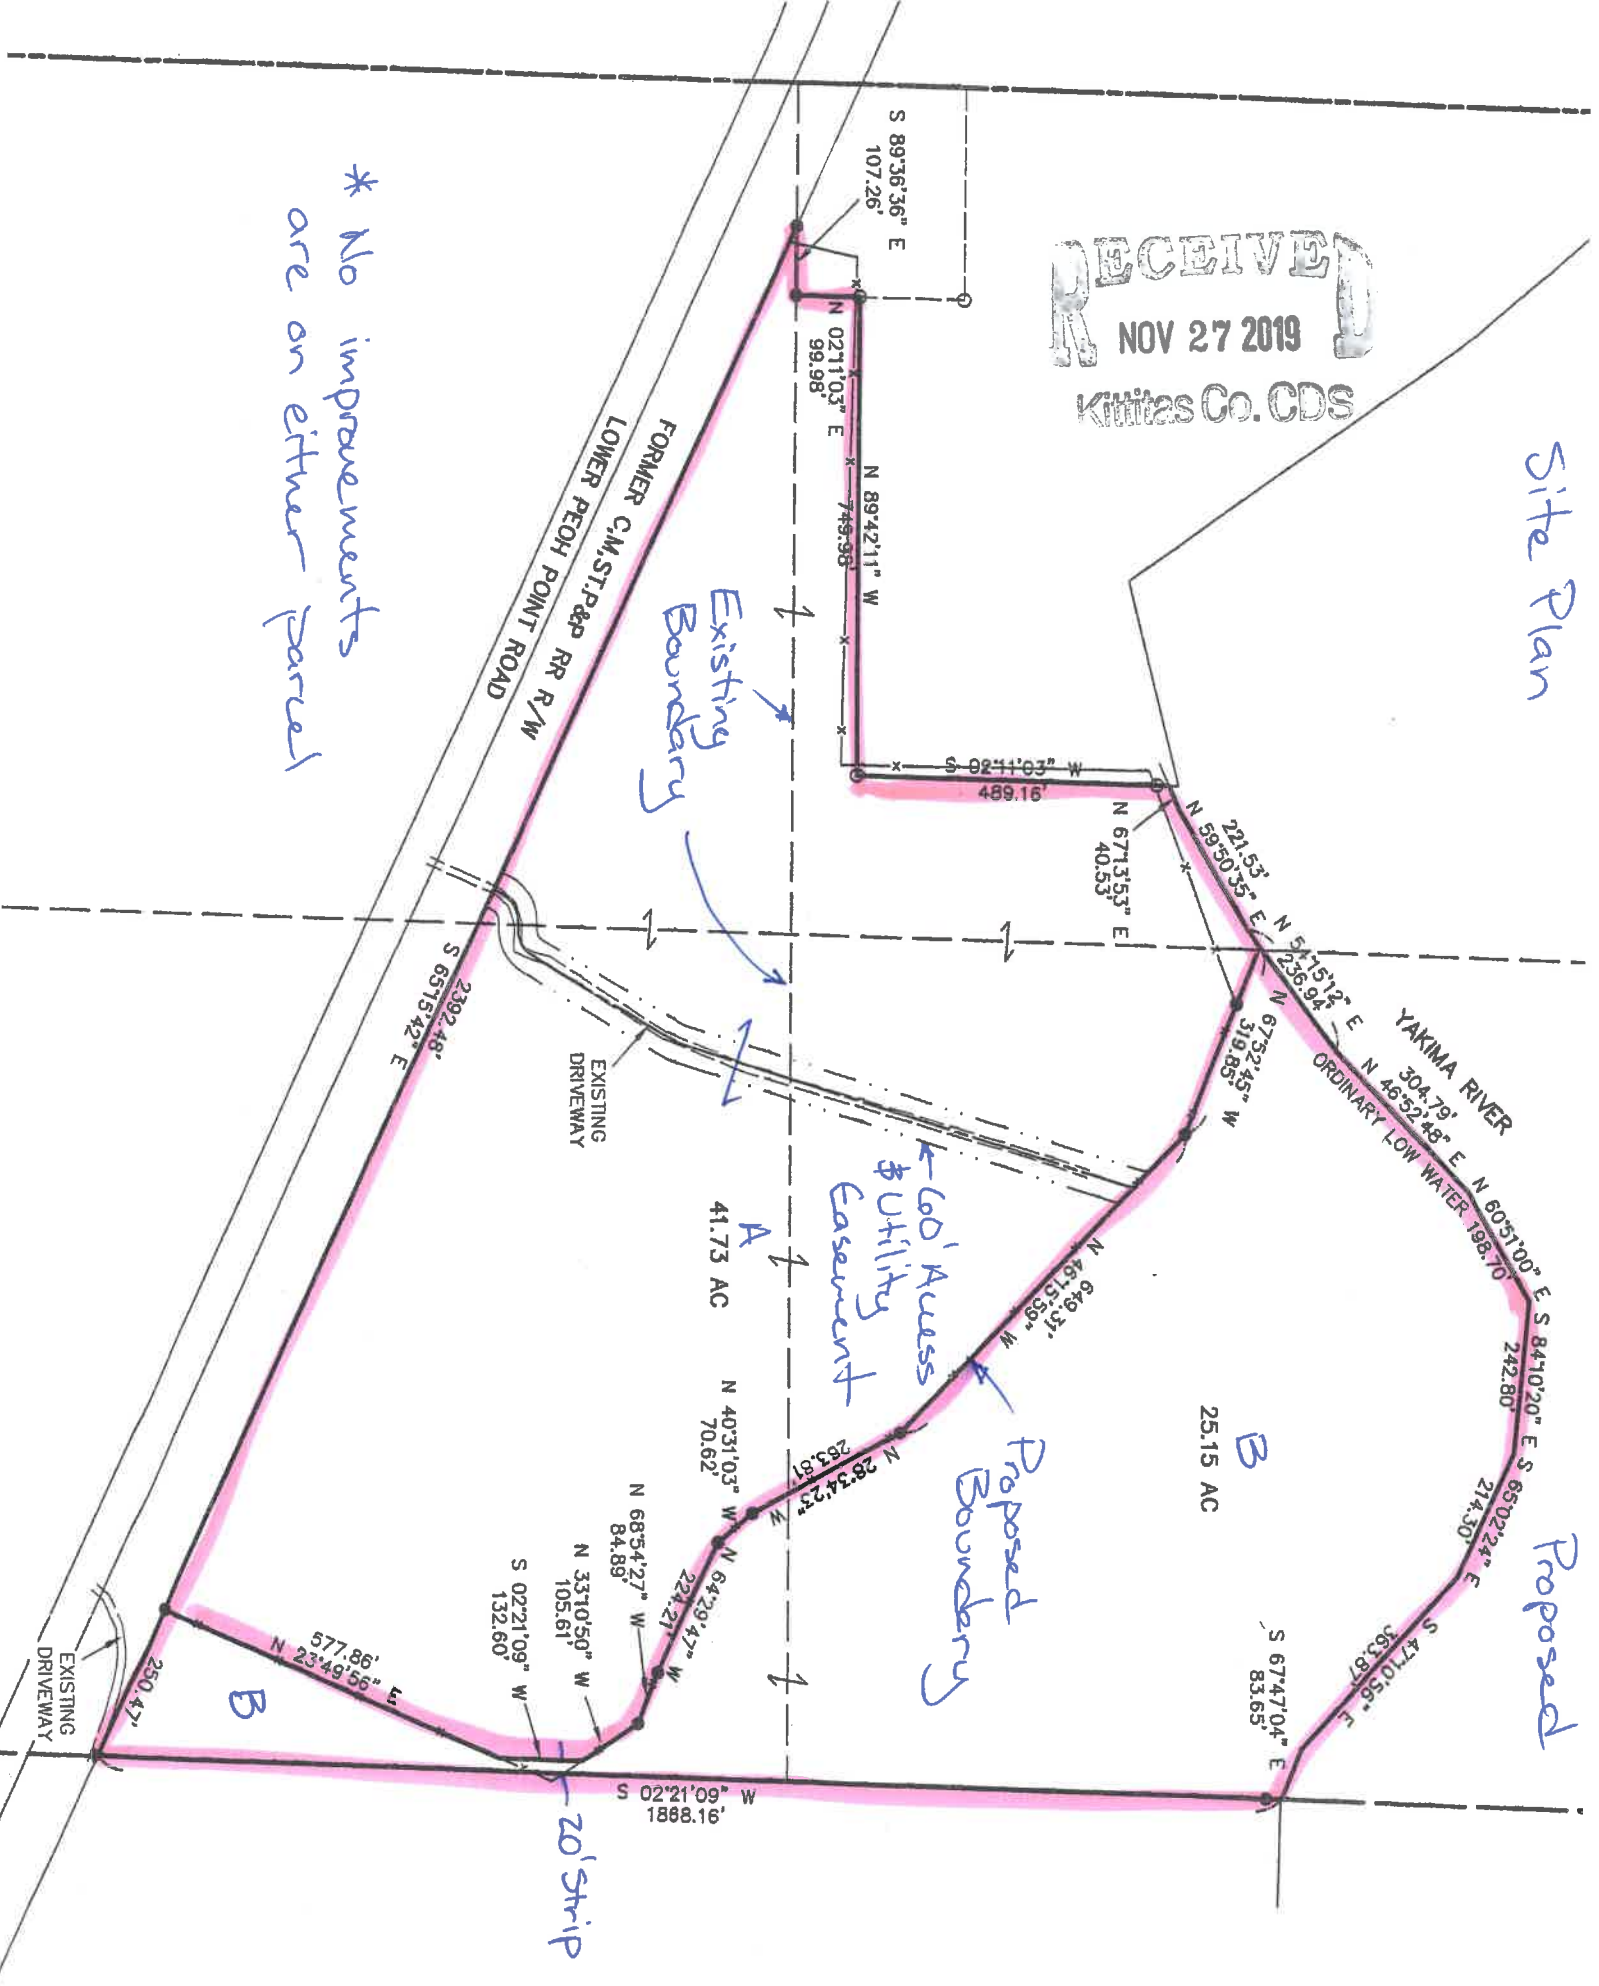 Site Plan
Proposed
RECEIVED
NOV 27 2019
Kittitas Co. CDS
* No improvements
are on either parcel
S 89°36'36" E
107.26'
N 02°11'03" E
99.98'
N 89°42'11" W
749.98'
S 02°11'03" W
489.16'
N 67°13'53" E
40.53'
221.53'
N 59°50'35" E
N 51°15'12" E
236.94'
YAKIMA RIVER
304.79'
N 46°52'48" E
ORDINARY LOW WATER
N 60°51'00" E
198.70'
S 84°10'20" E
242.80'
S 65°02'24" E
214.30'
S 47°10'56" E
363.87'
S 67°47'04" E
83.65'
N 67°52'45" W
319.85'
N 46°15'59" W
649.31'
N 28°34'23" W
283.81'
N 40°31'03" W
70.62'
N 64°29'47" W
224.21'
N 68°54'27" W
84.89'
N 33°10'50" W
105.61'
S 02°21'09" W
132.60'
577.86'
N 23°49'56" E
250.47'
S 02°21'09" W
1868.16'
2392.48'
S 65°15'42" E
FORMER C,M,ST.P&P RR R/W
LOWER PEOH POINT ROAD
Existing
Boundary
EXISTING
DRIVEWAY
60' Access
& Utility
Easement
A
41.73 AC
B
25.15 AC
Proposed
Boundary
B
EXISTING
DRIVEWAY
20' Strip